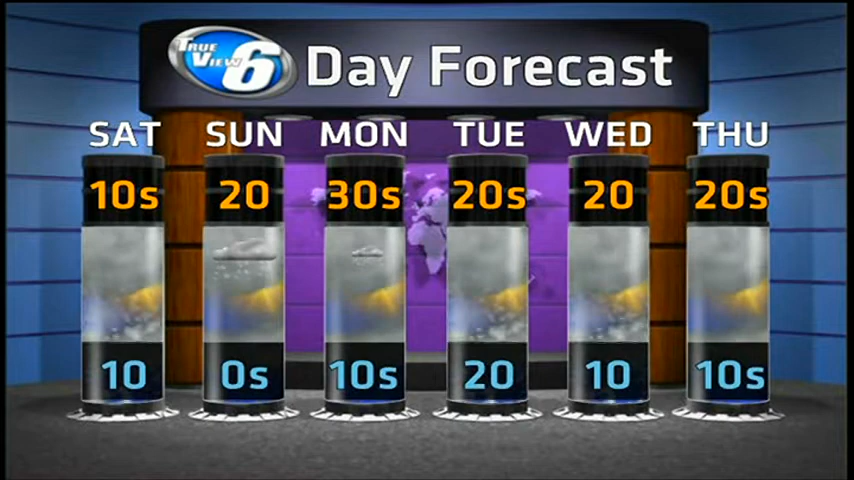 TRUE VIEW 6 Day Forecast
SAT SUN MON TUE WED THU
10s 20 30s 20s 20 20s
10 0s 10s 20 10 10s